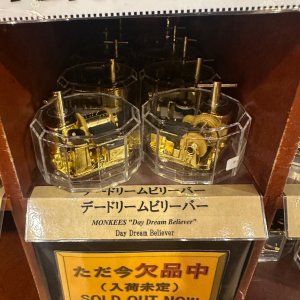 デードリームビリーバー
デードリームビリーバー
MONKEES "Day Dream Believer"
Day Dream Believer
ただ今欠品中
(入荷未定)
SOLD OUT NOW